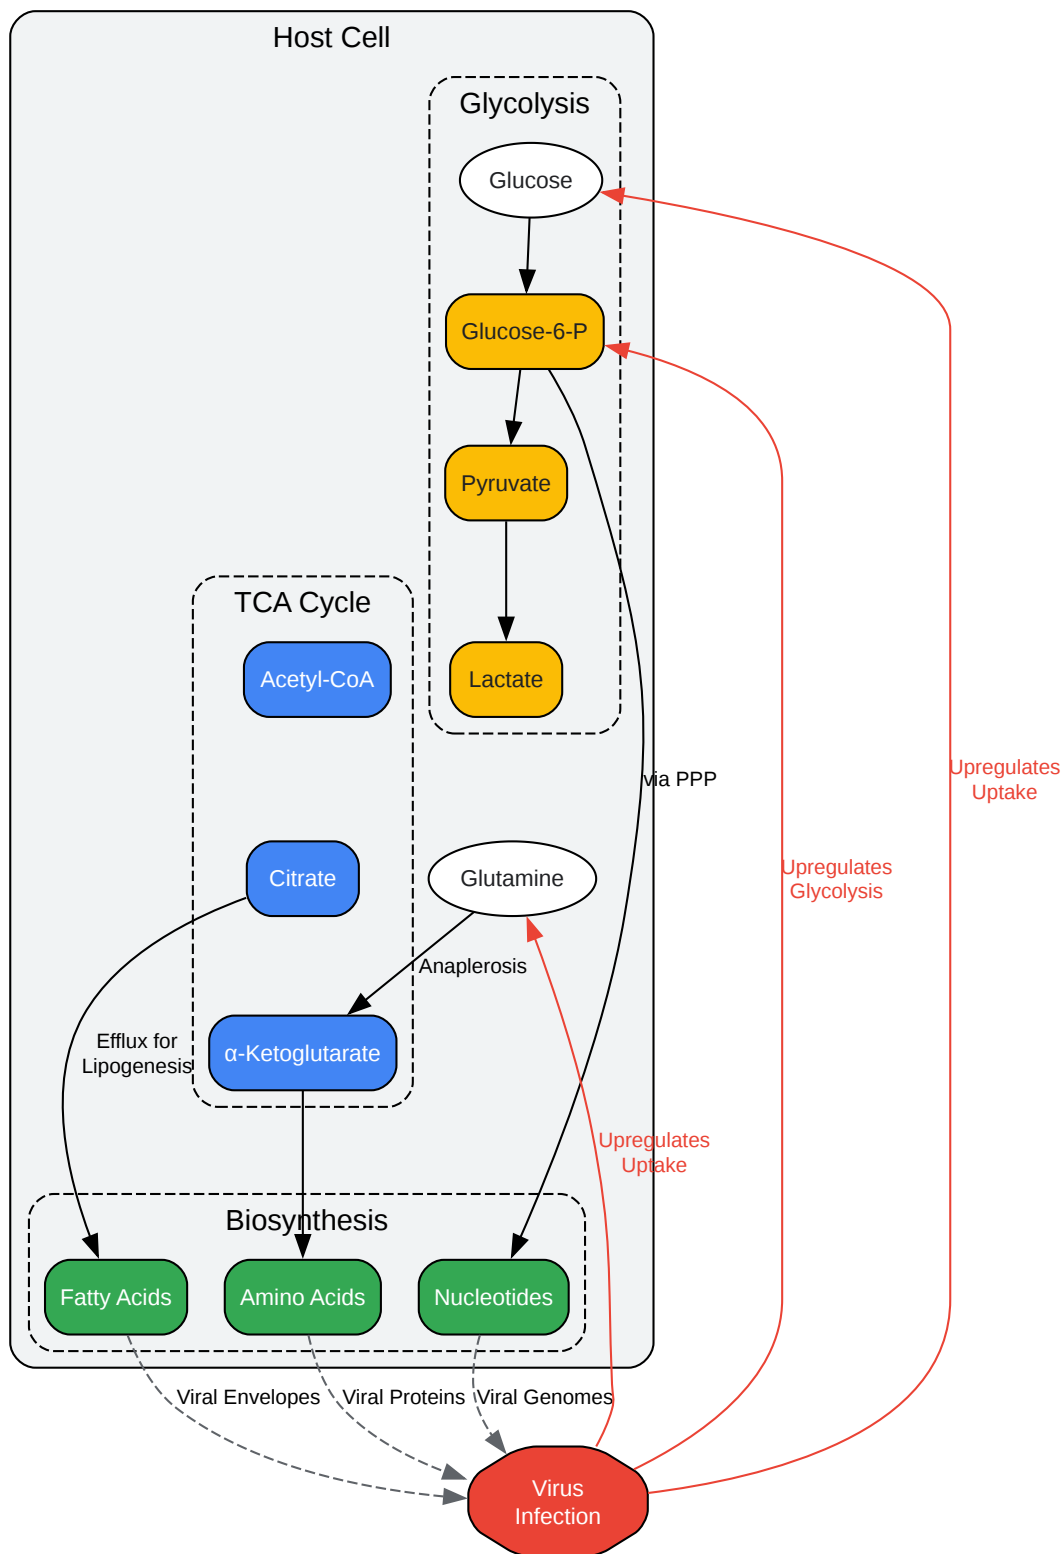 Host Cell
Glycolysis
Glucose
Glucose-6-P
Pyruvate
TCA Cycle
Acetyl-CoA
Lactate
via PPP
Upregulates
Uptake
Citrate
Glutamine
Upregulates
Glycolysis
Anaplerosis
Efflux for
Lipogenesis
α-Ketoglutarate
Upregulates
Uptake
Biosynthesis
Fatty Acids
Amino Acids
Nucleotides
Viral Envelopes
Viral Proteins
Viral Genomes
Virus
Infection